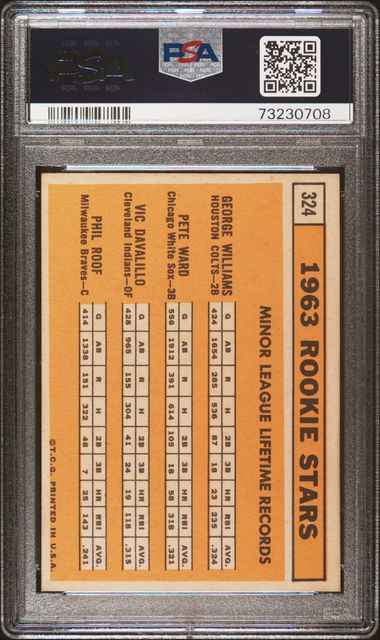 PSA
PSA
73230708
324
1963 ROOKIE STARS
MINOR LEAGUE LIFETIME RECORDS
GEORGE WILLIAMS
HOUSTON COLTS—2B
G AB R H 2B 3B HR RBI AVG.
424 1654 285 536 87 18 23 235 .324
PETE WARD
Chicago White Sox—3B
G AB R H 2B 3B HR RBI AVG.
556 1912 391 614 105 18 58 318 .321
VIC DAVALILLO
Cleveland Indians—OF
G AB R H 2B 3B HR RBI AVG.
428 965 155 304 41 24 19 118 .315
PHIL ROOF
Milwaukee Braves—C
G AB R H 2B 3B HR RBI AVG.
414 1338 151 322 48 7 25 143 .241
©T.C.G. PRINTED IN U.S.A.